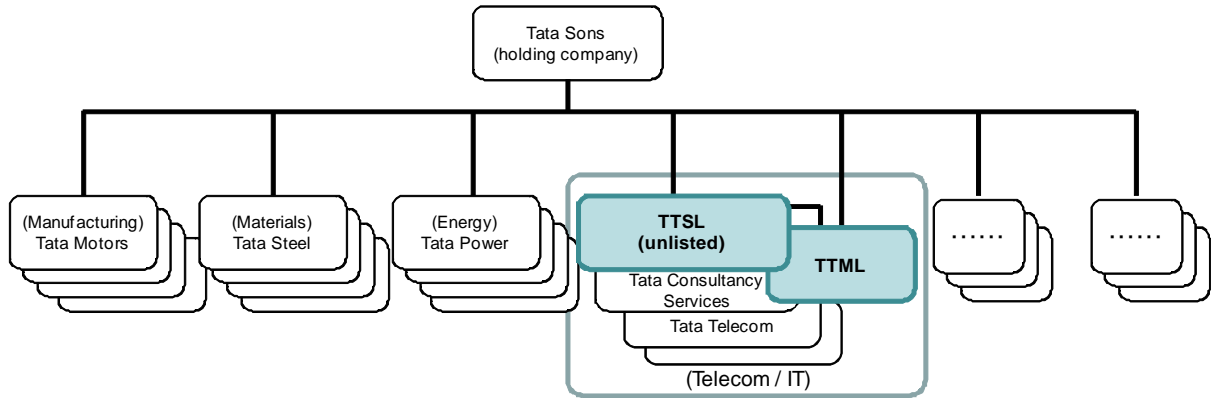 Tata Sons
(holding company)
(Manufacturing)
Tata Motors
(Materials)
Tata Steel
(Energy)
Tata Power
TTSL
(unlisted)
TTML
Tata Consultancy
Services
Tata Telecom
(Telecom / IT)
······
······